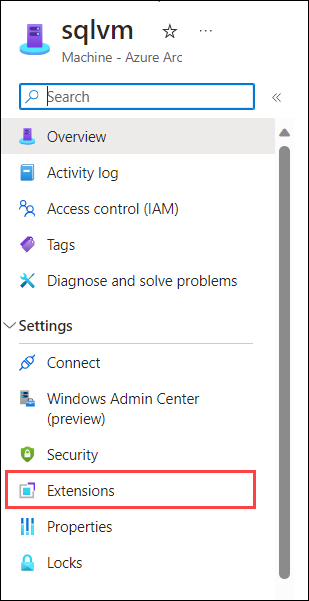 sqlvm
Machine - Azure Arc
Search
Overview
Activity log
Access control (IAM)
Tags
Diagnose and solve problems
Settings
Connect
Windows Admin Center
(preview)
Security
Extensions
Properties
Locks